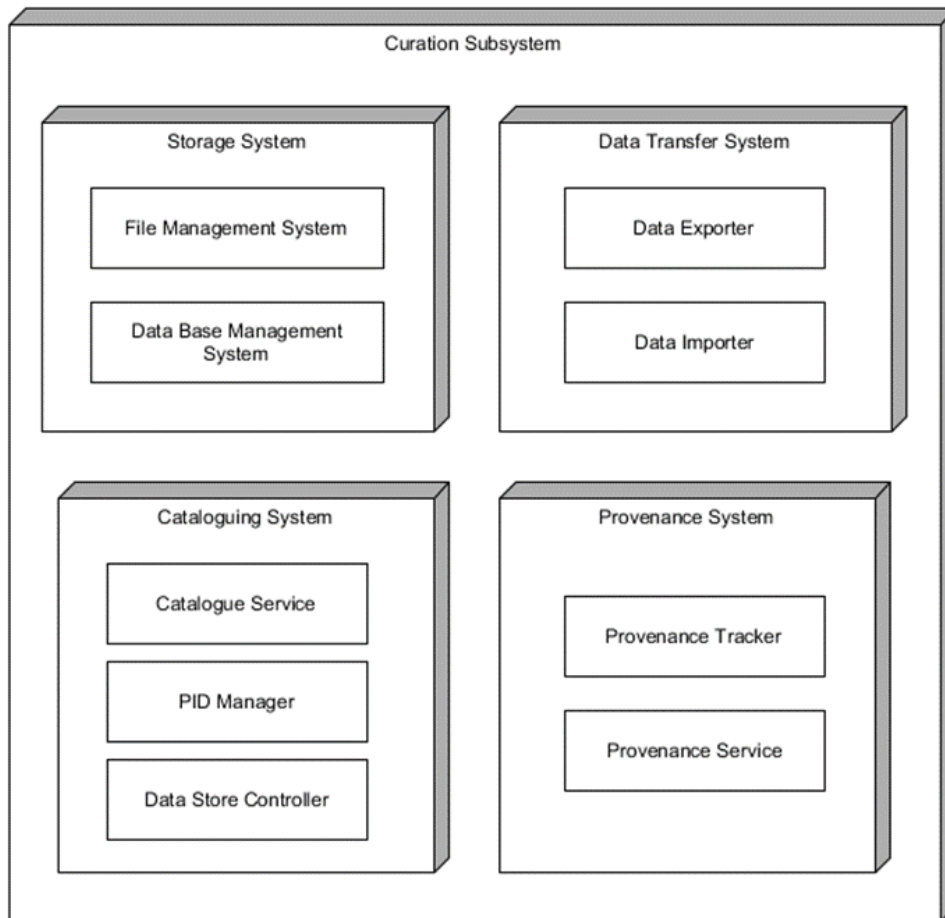 Curation Subsystem
Storage System
File Management System
Data Base Management
System
Data Transfer System
Data Exporter
Data Importer
Cataloguing System
Catalogue Service
PID Manager
Data Store Controller
Provenance System
Provenance Tracker
Provenance Service